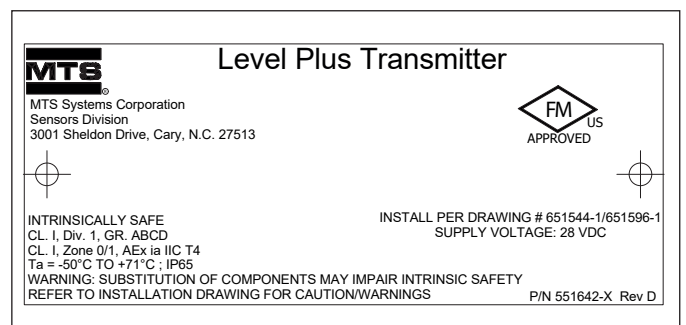 Level Plus Transmitter
MTS
®
MTS Systems Corporation
Sensors Division
3001 Sheldon Drive, Cary, N.C. 27513
FM
US
APPROVED
INTRINSICALLY SAFE
CL. I, Div. 1, GR. ABCD
CL. I, Zone 0/1, AEx ia IIC T4
Ta = -50°C TO +71°C ; IP65
INSTALL PER DRAWING # 651544-1/651596-1
SUPPLY VOLTAGE: 28 VDC
WARNING: SUBSTITUTION OF COMPONENTS MAY IMPAIR INTRINSIC SAFETY
REFER TO INSTALLATION DRAWING FOR CAUTION/WARNINGS
P/N 551642-X Rev D